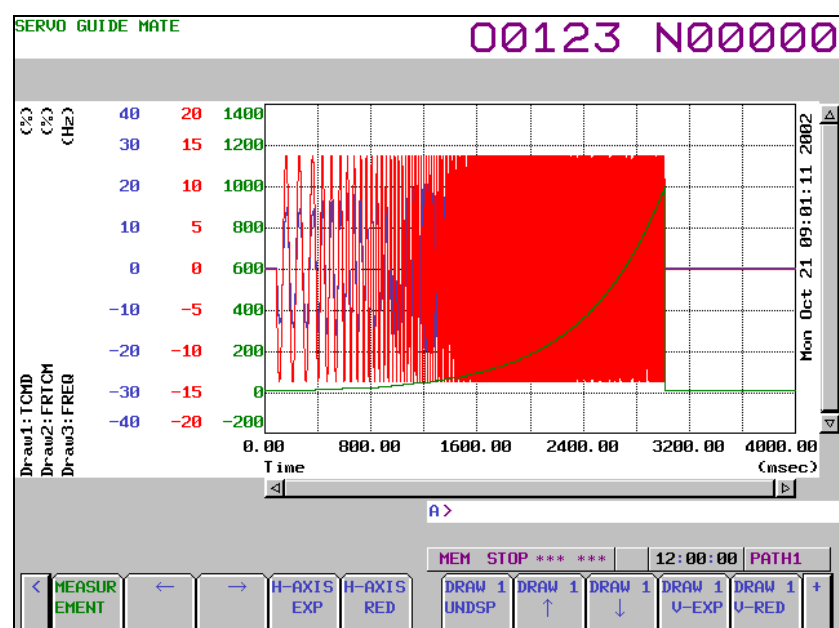 SERVO GUIDE MATE
O0123 N00000
Draw1:TCMD (%)
Draw2:FRTCM (%)
Draw3:FREQ (Hz)
40 20 1400
30 15 1200
20 10 1000
10 5 800
0 0 600
-10 -5 400
-20 -10 200
-30 -15 0
-40 -20 -200
Mon Oct 21 09:01:11 2002
0.00 800.00 1600.00 2400.00 3200.00 4000.00
Time (msec)
A>
MEM STOP *** *** 12:00:00 PATH1
< MEASUR ← → H-AXIS H-AXIS DRAW 1 DRAW 1 DRAW 1 DRAW 1 DRAW 1 +
EMENT EXP RED UNDSP ↑ ↓ V-EXP V-RED